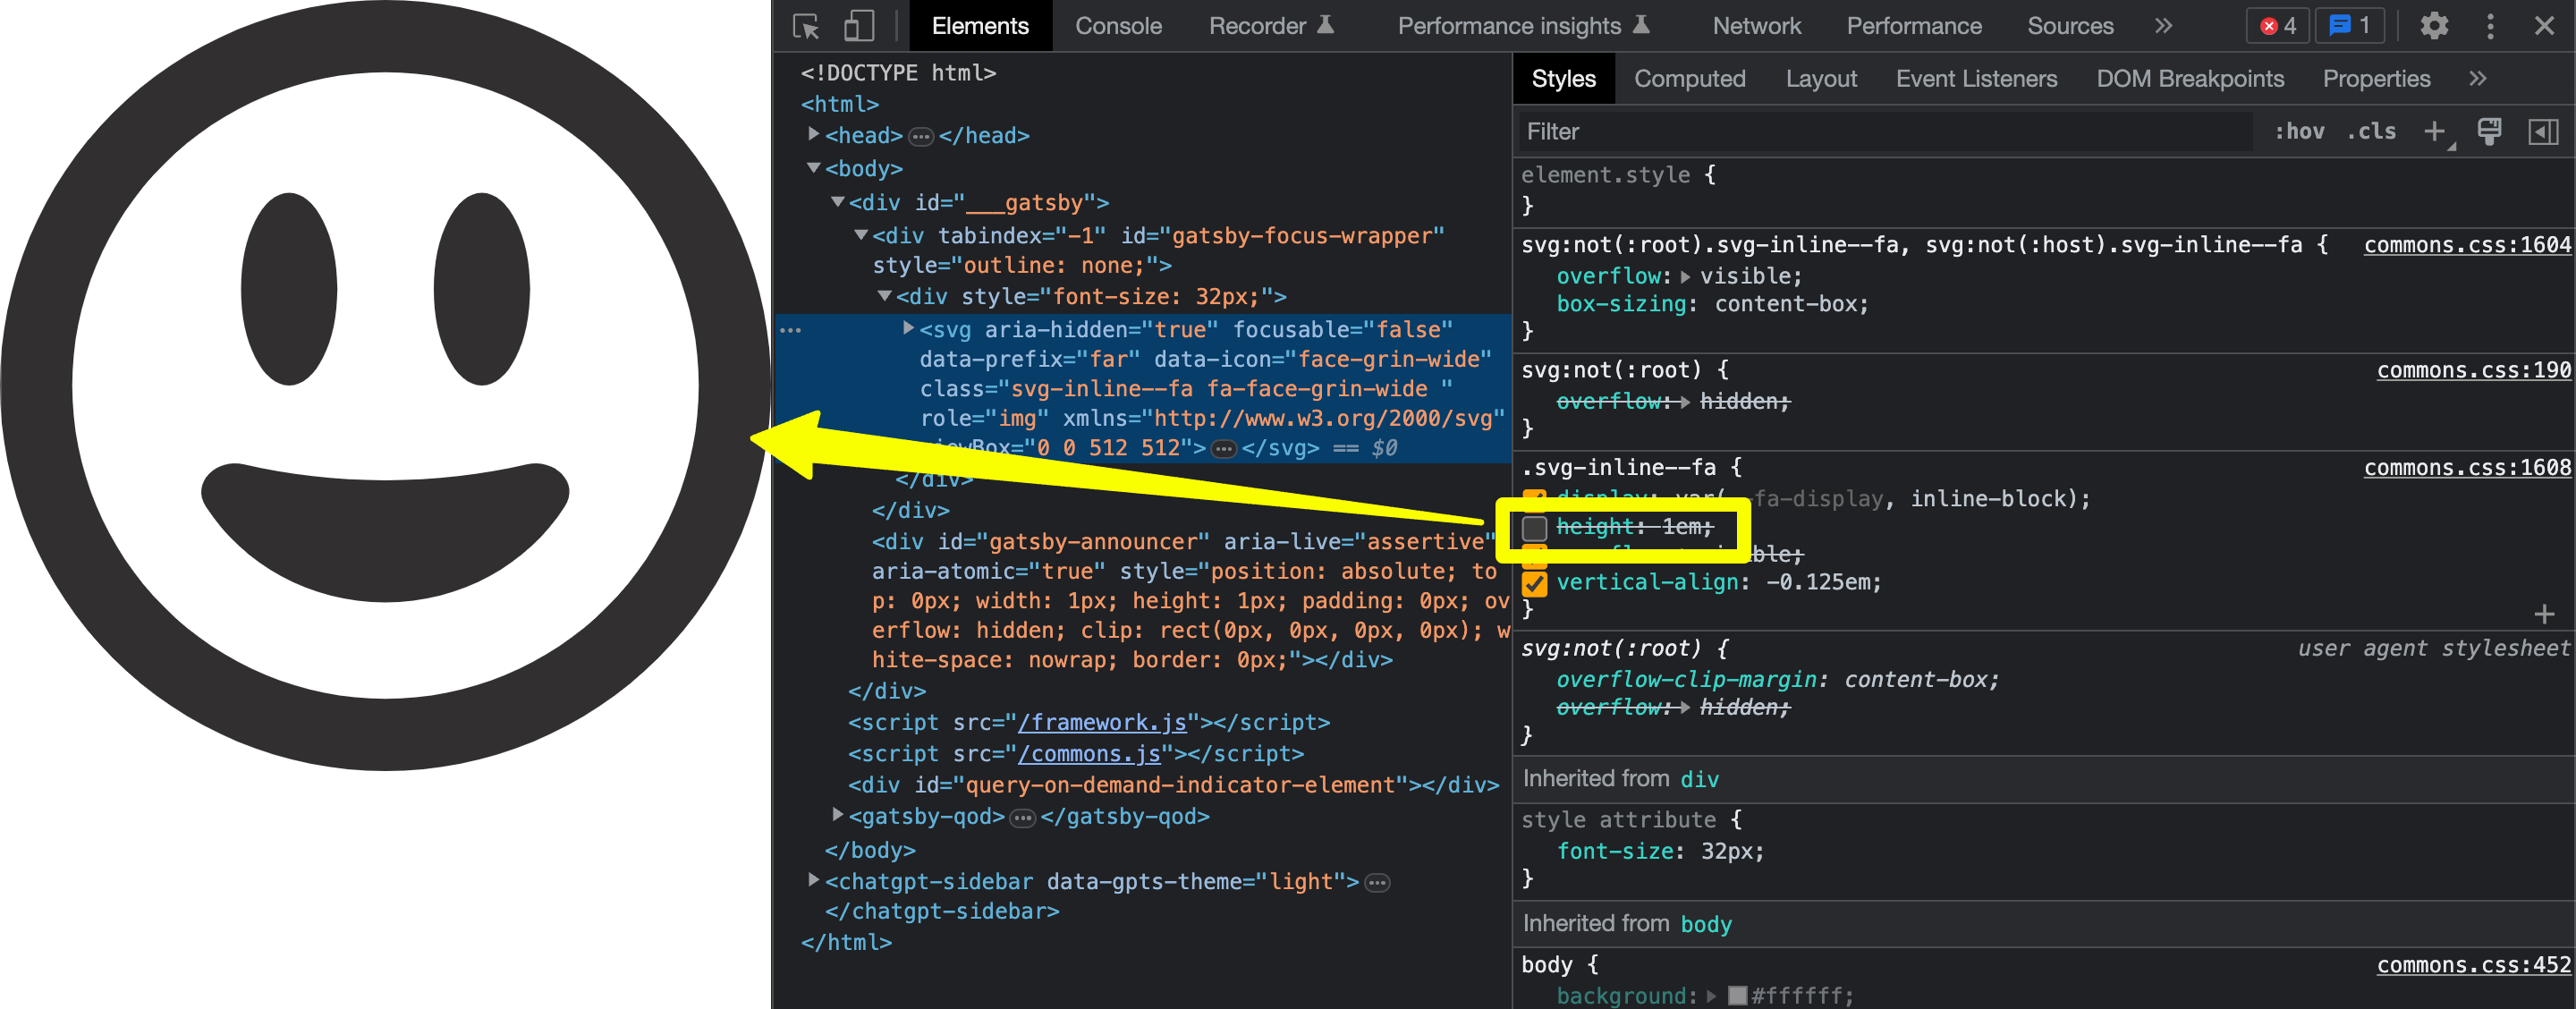 Elements Console Recorder Performance insights Network Performance Sources » 4 1
<!DOCTYPE html>
<html>
<head> ••• </head>
<body>
<div id="___gatsby">
<div tabindex="-1" id="gatsby-focus-wrapper"
style="outline: none;">
<div style="font-size: 32px;">
<svg aria-hidden="true" focusable="false"
data-prefix="far" data-icon="face-grin-wide"
class="svg-inline--fa fa-face-grin-wide "
role="img" xmlns="http://www.w3.org/2000/svg"
"0 0 512 512"> ••• </svg> == $0
</div>
</div>
<div id="gatsby-announcer" aria-live="assertive"
aria-atomic="true" style="position: absolute; to
p: 0px; width: 1px; height: 1px; padding: 0px; ov
erflow: hidden; clip: rect(0px, 0px, 0px, 0px); w
hite-space: nowrap; border: 0px;"></div>
</div>
<script src="/framework.js"></script>
<script src="/commons.js"></script>
<div id="query-on-demand-indicator-element"></div>
<gatsby-qod> ••• </gatsby-qod>
</body>
<chatgpt-sidebar data-gpts-theme="light"> •••
</chatgpt-sidebar>
</html>
Styles Computed Layout Event Listeners DOM Breakpoints Properties »
Filter :hov .cls +
element.style {
}
svg:not(:root).svg-inline--fa, svg:not(:host).svg-inline--fa { commons.css:1604
overflow: visible;
box-sizing: content-box;
}
svg:not(:root) { commons.css:190
overflow: hidden;
}
.svg-inline--fa { commons.css:1608
display: var(--fa-display, inline-block);
height: 1em;
vertical-align: -0.125em;
}
svg:not(:root) { user agent stylesheet
overflow-clip-margin: content-box;
overflow: hidden;
}
Inherited from div
style attribute {
font-size: 32px;
}
Inherited from body
body { commons.css:452
background: #ffffff;